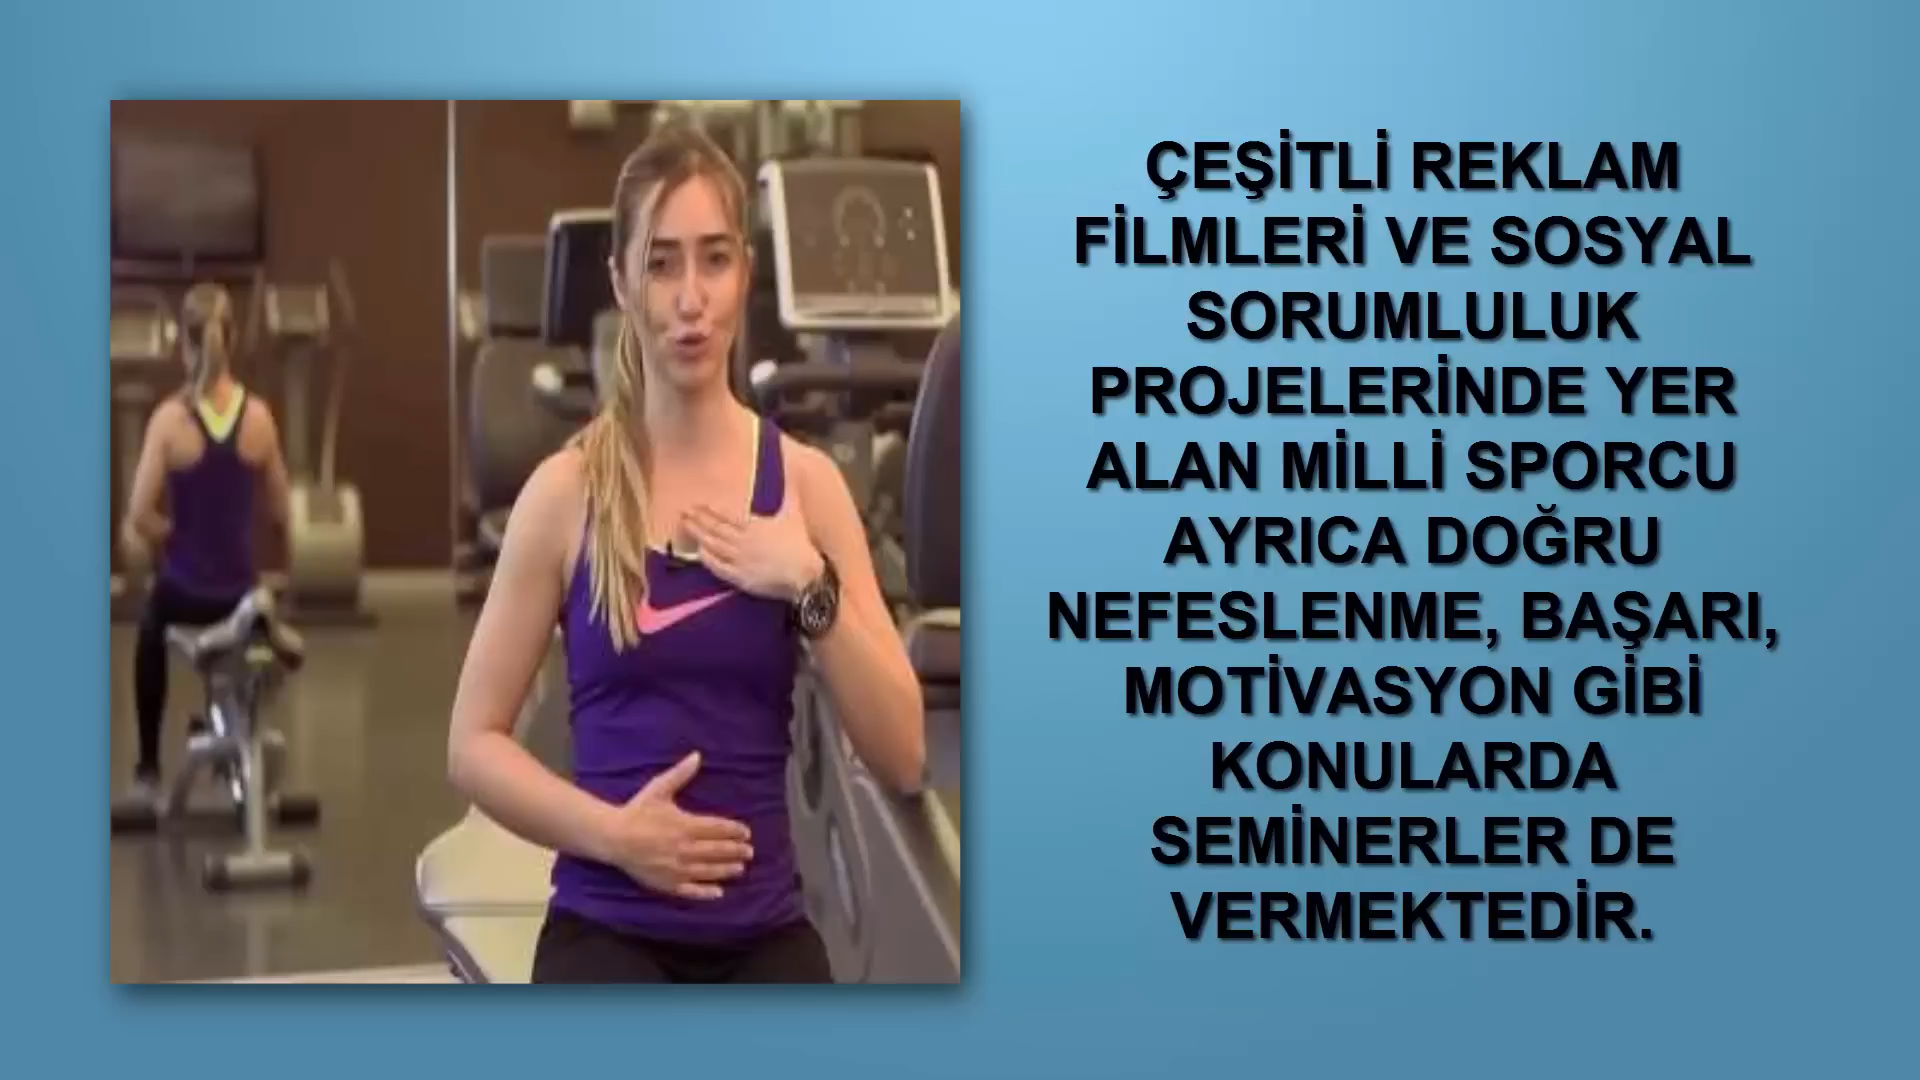 ÇEŞİTLİ REKLAM
FİLMLERİ VE SOSYAL
SORUMLULUK
PROJELERİNDE YER
ALAN MİLLİ SPORCU
AYRICA DOĞRU
NEFESLENME, BAŞARI,
MOTİVASYON GİBİ
KONULARDA
SEMİNERLER DE
VERMEKTEDİR.